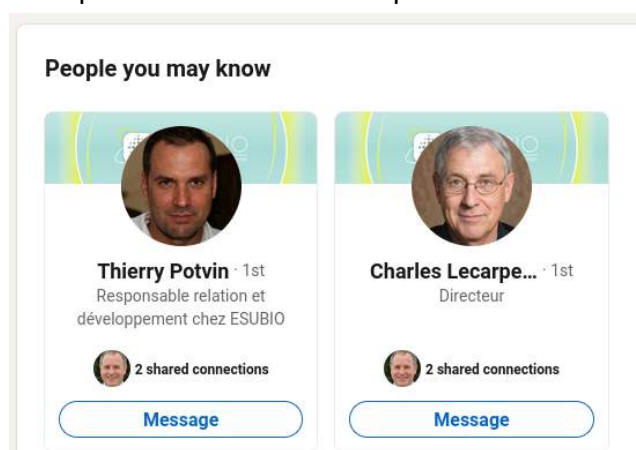 People you may know
Thierry Potvin · 1st
Responsable relation et
développement chez ESUBIO
2 shared connections
Message
Charles Lecarpe... · 1st
Directeur
2 shared connections
Message